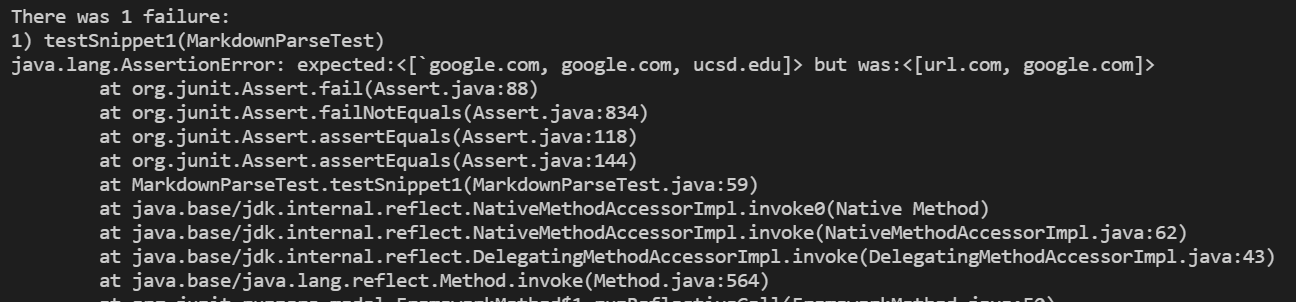 There was 1 failure:
1) testSnippet1(MarkdownParseTest)
java.lang.AssertionError: expected:<[`google.com, google.com, ucsd.edu]> but was:<[url.com, google.com]>
        at org.junit.Assert.fail(Assert.java:88)
        at org.junit.Assert.failNotEquals(Assert.java:834)
        at org.junit.Assert.assertEquals(Assert.java:118)
        at org.junit.Assert.assertEquals(Assert.java:144)
        at MarkdownParseTest.testSnippet1(MarkdownParseTest.java:59)
        at java.base/jdk.internal.reflect.NativeMethodAccessorImpl.invoke0(Native Method)
        at java.base/jdk.internal.reflect.NativeMethodAccessorImpl.invoke(NativeMethodAccessorImpl.java:62)
        at java.base/jdk.internal.reflect.DelegatingMethodAccessorImpl.invoke(DelegatingMethodAccessorImpl.java:43)
        at java.base/java.lang.reflect.Method.invoke(Method.java:564)